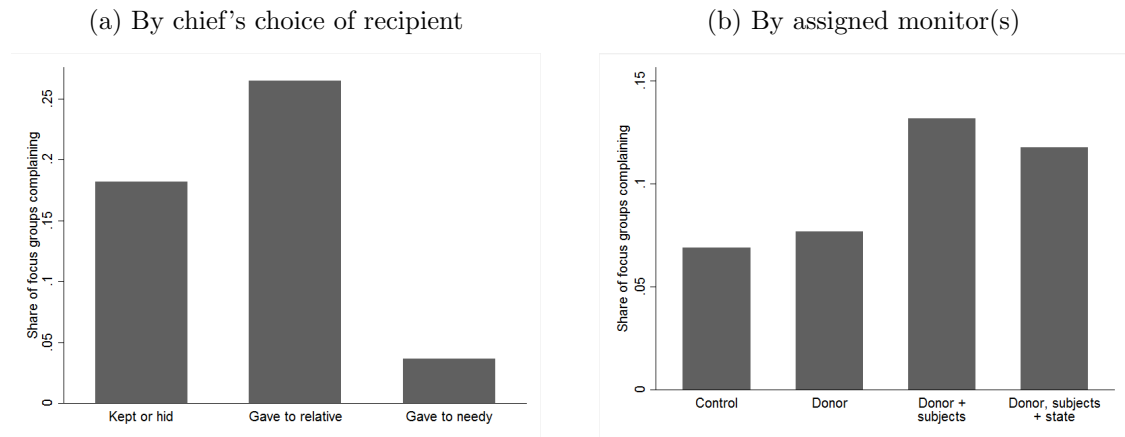 (a) By chief's choice of recipient
Share of focus groups complaining
.25
.2
.15
.1
.05
0
Kept or hid
Gave to relative
Gave to needy
(b) By assigned monitor(s)
Share of focus groups complaining
.15
.1
.05
0
Control
Donor
Donor +
subjects
Donor, subjects
+ state